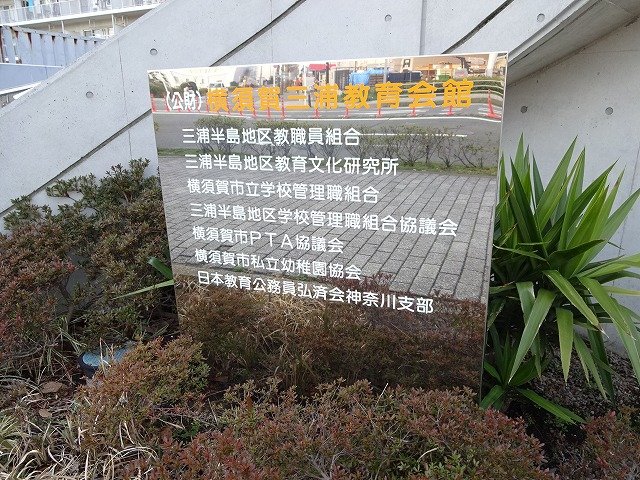 (公財)横須賀三浦教育会館
三浦半島地区教職員組合
三浦半島地区教育文化研究所
横須賀市立学校管理職組合
三浦半島地区学校管理職組合協議会
横須賀市PTA協議会
横須賀市私立幼稚園協会
日本教育公務員弘済会神奈川支部